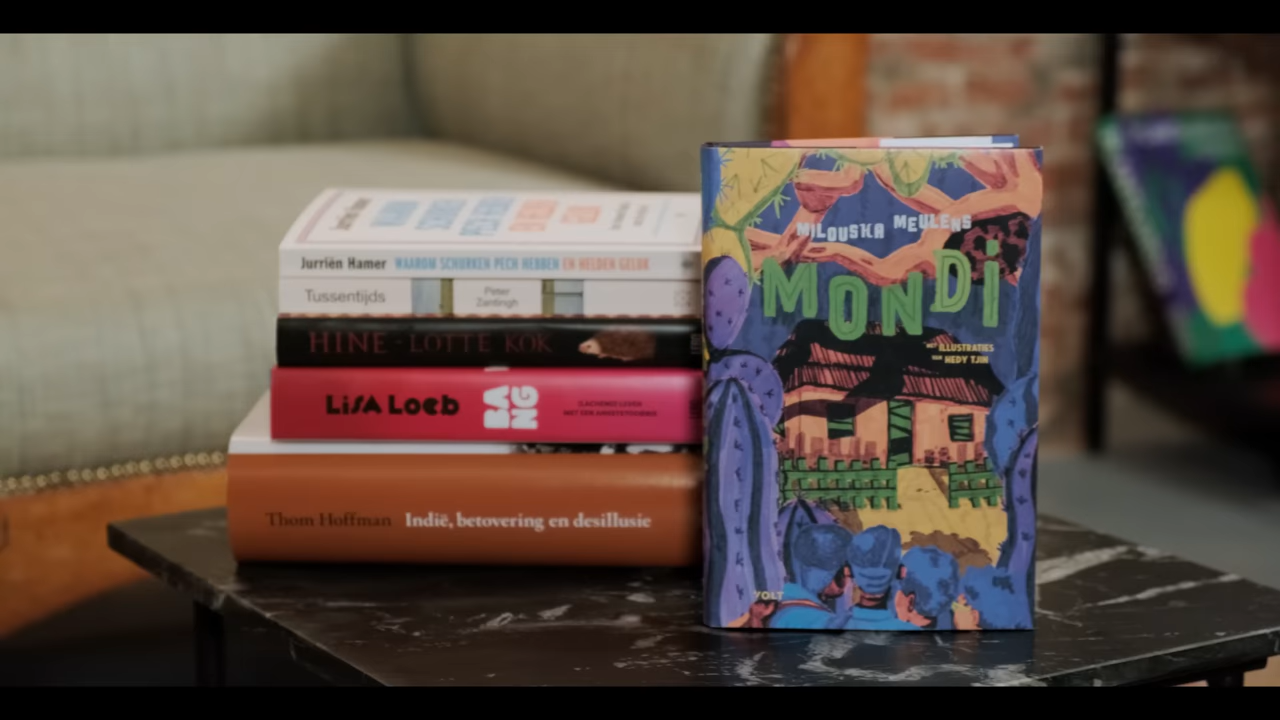 Jurriën Hamer WAAROM SCHURKEN PECH HEBBEN EN HELDEN GELUK
Tussentijds Peter Zantingh
HINE-LOTTE KOK
LISA Loeb BANG
Thom Hoffman Indië, betovering en desillusie
MILOUSKA MEULENS
MONDI
MET ILLUSTRATIES
VAN HEDY TJIN
VOLT